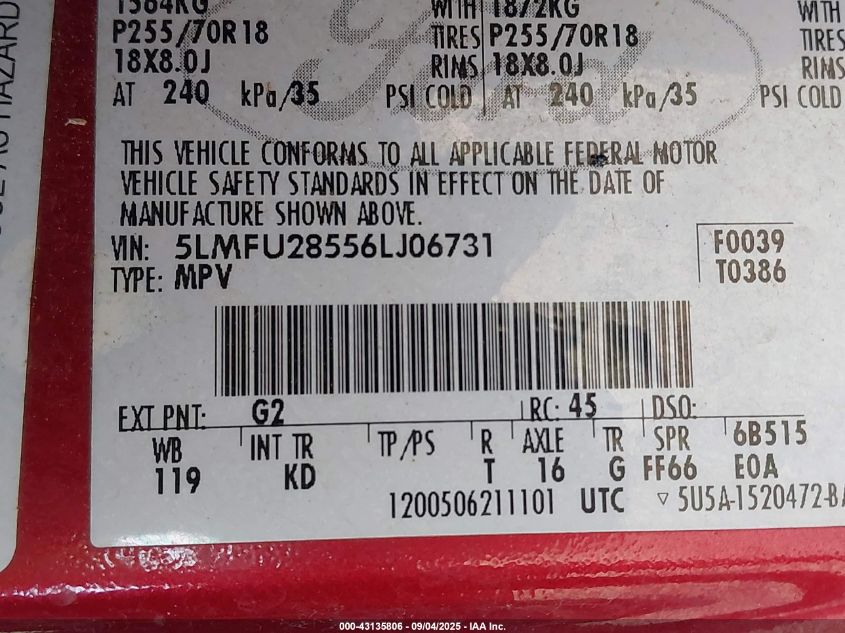 1564KG WITH 1872KG WITH
P255/70R18 TIRES P255/70R18 TIRES
18X8.0J RIMS 18X8.0J RIMS
AT 240 kPa/35 PSI COLD AT 240 kPa/35 PSI COLD
Ford
THIS VEHICLE CONFORMS TO ALL APPLICABLE FEDERAL MOTOR
VEHICLE SAFETY STANDARDS IN EFFECT ON THE DATE OF
MANUFACTURE SHOWN ABOVE.
VIN: 5LMFU28556LJ06731 F0039
TYPE: MPV T0386
EXT PNT: G2 RC: 45 DSO:
WB INT TR TP/PS R AXLE TR SPR 6B515
119 KD T 16 G FF66 E0A
1200506211101 UTC ▽ 5U5A-1520472-BA
000-43135806 - 09/04/2025 - IAA Inc.